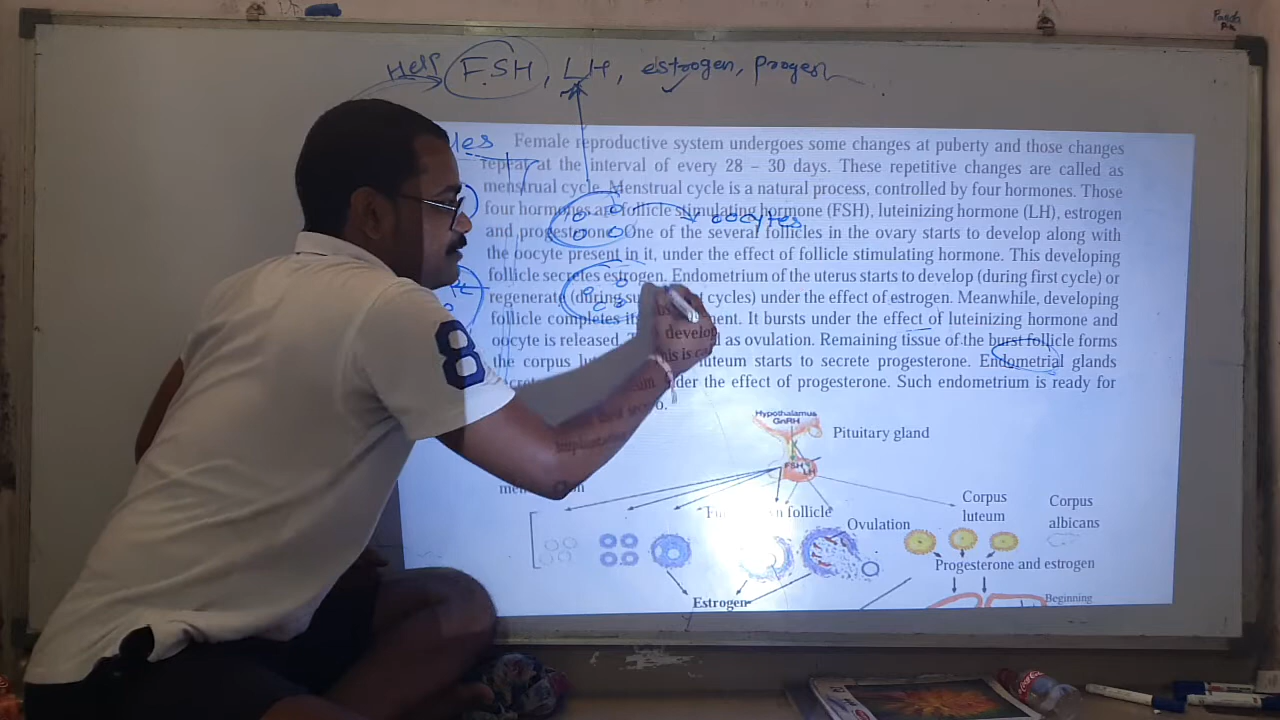 Help FSH, LH, estrogen, progesn
les Female reproductive system undergoes some changes at puberty and those changes
repeat at the interval of every 28 – 30 days. These repetitive changes are called as
menstrual cycle. Menstrual cycle is a natural process, controlled by four hormones. Those
four hormones are follicle stimulating hormone (FSH), luteinizing hormone (LH), estrogen
oocytes
and progesterone. One of the several follicles in the ovary starts to develop along with
the oocyte present in it, under the effect of follicle stimulating hormone. This developing
follicle secretes estrogen. Endometrium of the uterus starts to develop (during first cycle) or
regenerate (during cycles) under the effect of estrogen. Meanwhile, developing
follicle completes its It bursts under the effect of luteinizing hormone and
oocyte is released. as ovulation. Remaining tissue of the burst follicle forms
the corpus luteum starts to secrete progesterone. Endometrial glands
under the effect of progesterone. Such endometrium is ready for
Hypothalamus
GnRH
Pituitary gland
FSH LH
follicle
Ovulation
Corpus
luteum
Corpus
albicans
Progesterone and estrogen
Estrogen
Beginning
8